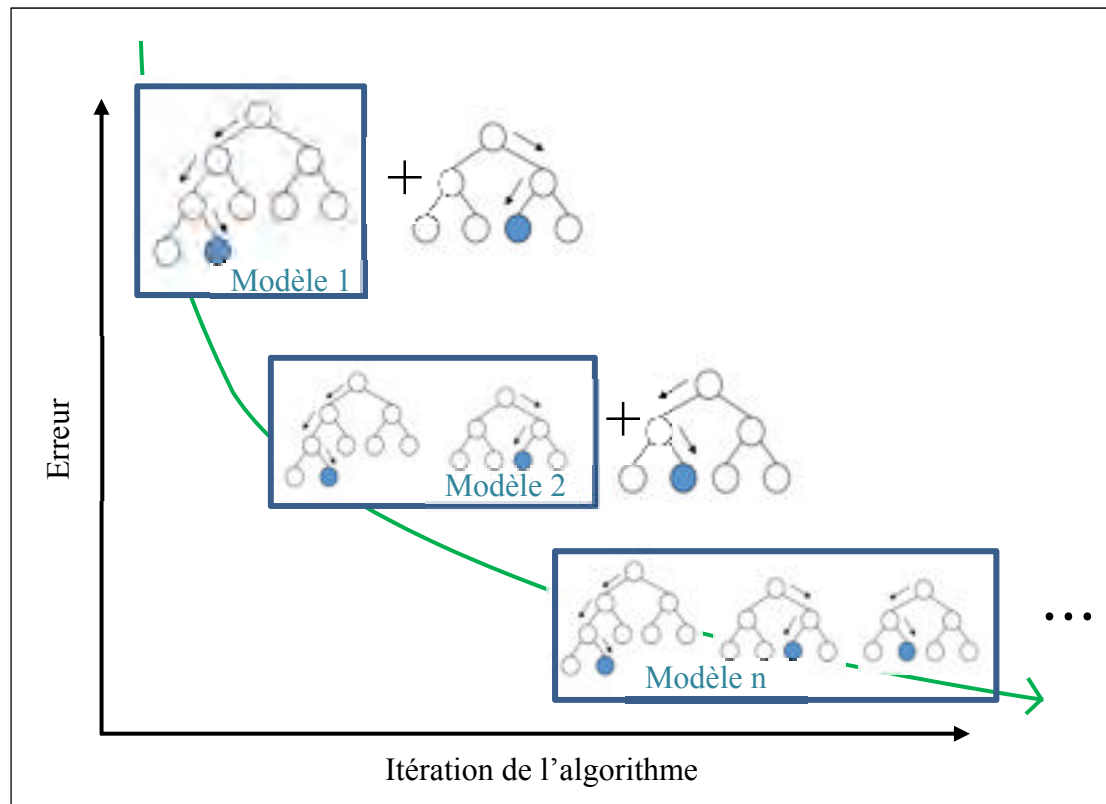 Modèle 1
+
Erreur
Modèle 2
+
Modèle n
...
Itération de l’algorithme